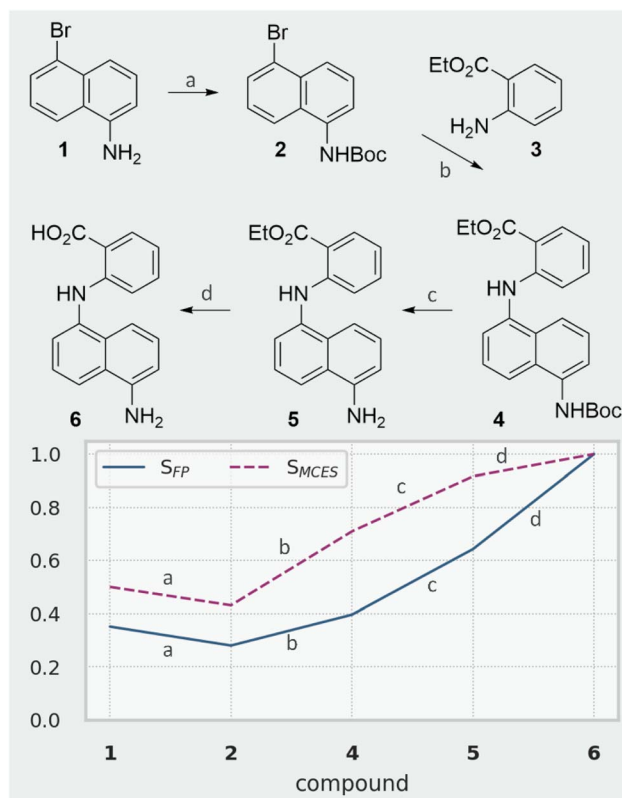 Br
a
NH₂
1
Br
NHBoc
2
EtO₂C
H₂N
3
b
HO₂C
HN
NH₂
6
d
EtO₂C
HN
NH₂
5
c
EtO₂C
HN
NHBoc
4
S_FP S_MCES
1.0
0.8
0.6
0.4
0.2
0.0
a
b
c
d
a
b
c
d
1 2 4 5 6
compound